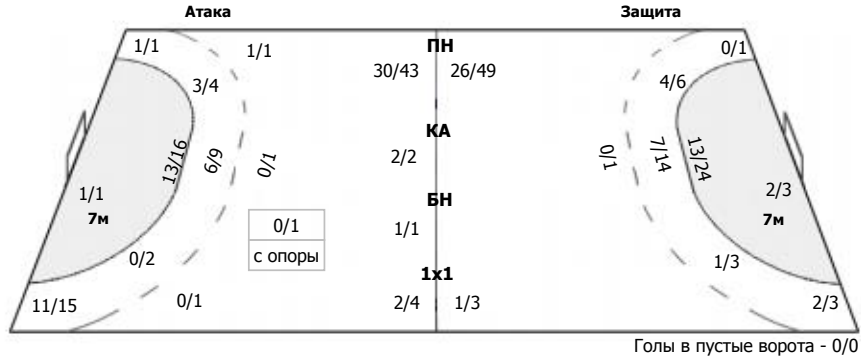 Атака Защита
1/1 1/1 ПН 0/1
30/43 26/49
3/4 4/6
КА
13/16 6/9 0/1 2/2 0/1 7/14 13/24
1/1 БН 2/3
7м 7м
0/1 1/1
с опоры
0/2 1/3
1х1
11/15 0/1 2/4 1/3 2/3
Голы в пустые ворота - 0/0